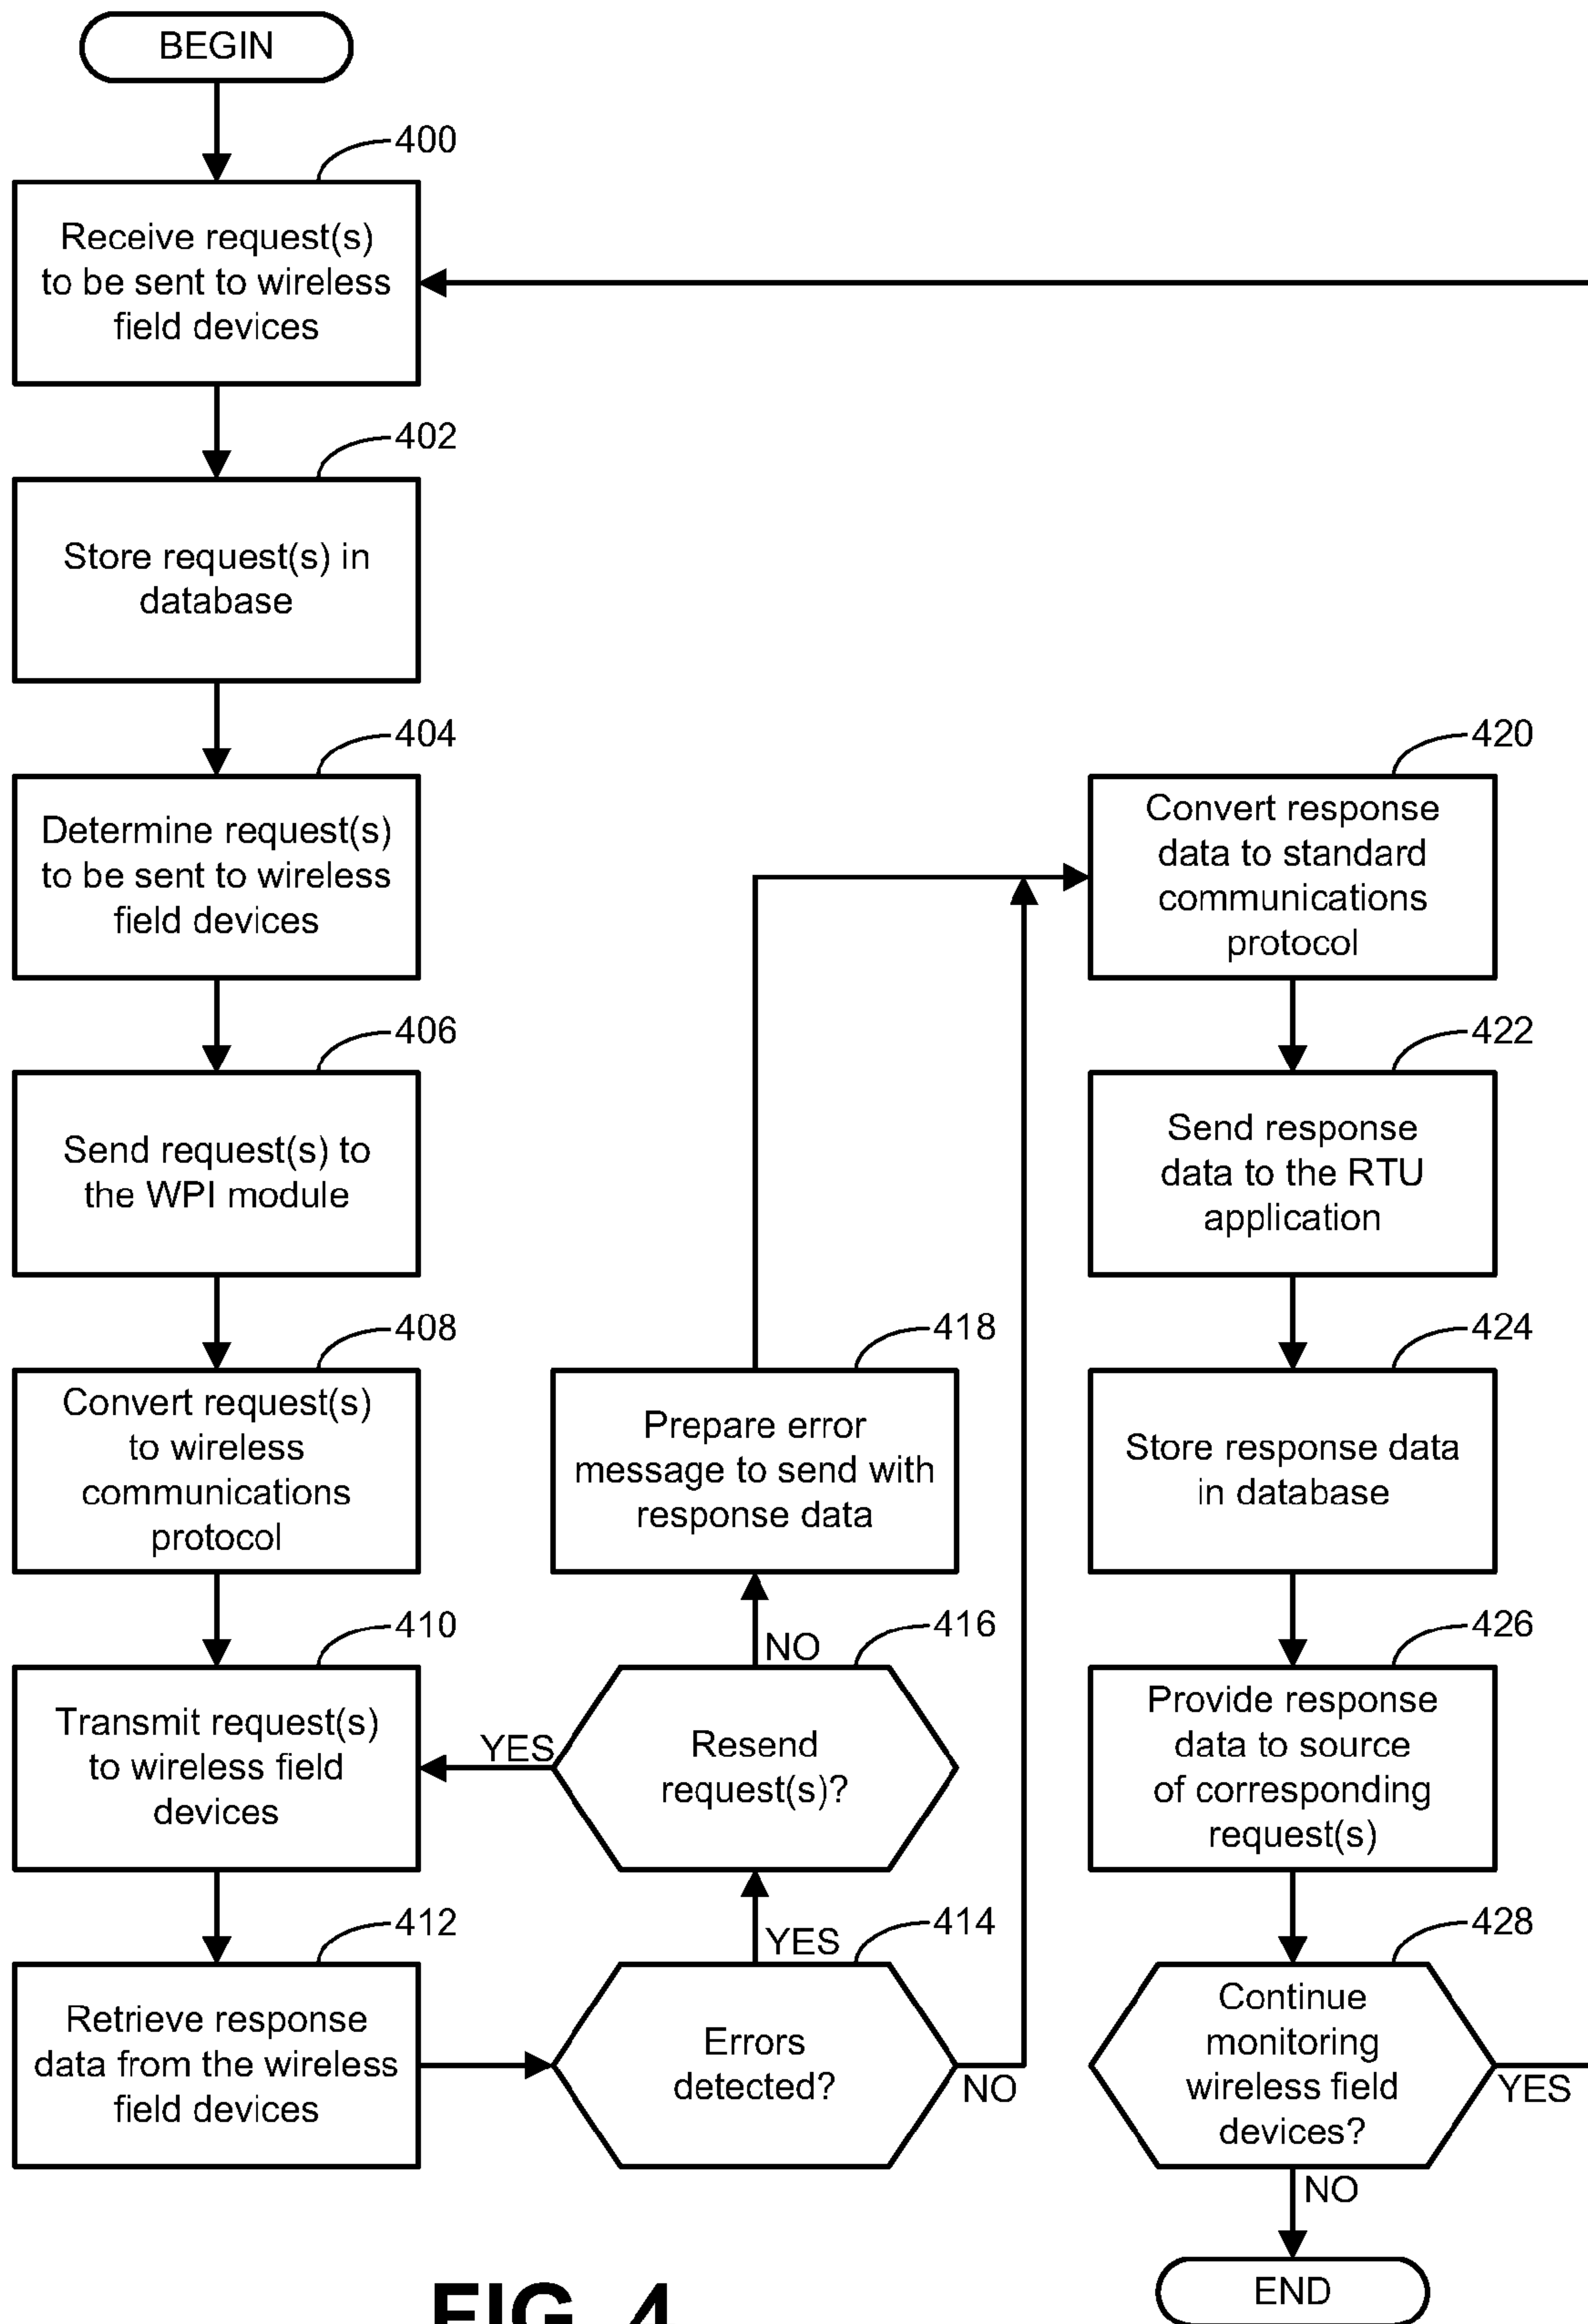 BEGIN
400
Receive request(s)
to be sent to wireless
field devices
402
Store request(s) in
database
404
Determine request(s)
to be sent to wireless
field devices
406
Send request(s) to
the WPI module
408
Convert request(s)
to wireless
communications
protocol
410
Transmit request(s)
to wireless field
devices
412
Retrieve response
data from the wireless
field devices
414
Errors
detected?
YES
NO
416
Resend
request(s)?
YES
NO
418
Prepare error
message to send with
response data
420
Convert response
data to standard
communications
protocol
422
Send response
data to the RTU
application
424
Store response data
in database
426
Provide response
data to source
of corresponding
request(s)
428
Continue
monitoring
wireless field
devices?
YES
NO
END
FIG. 4